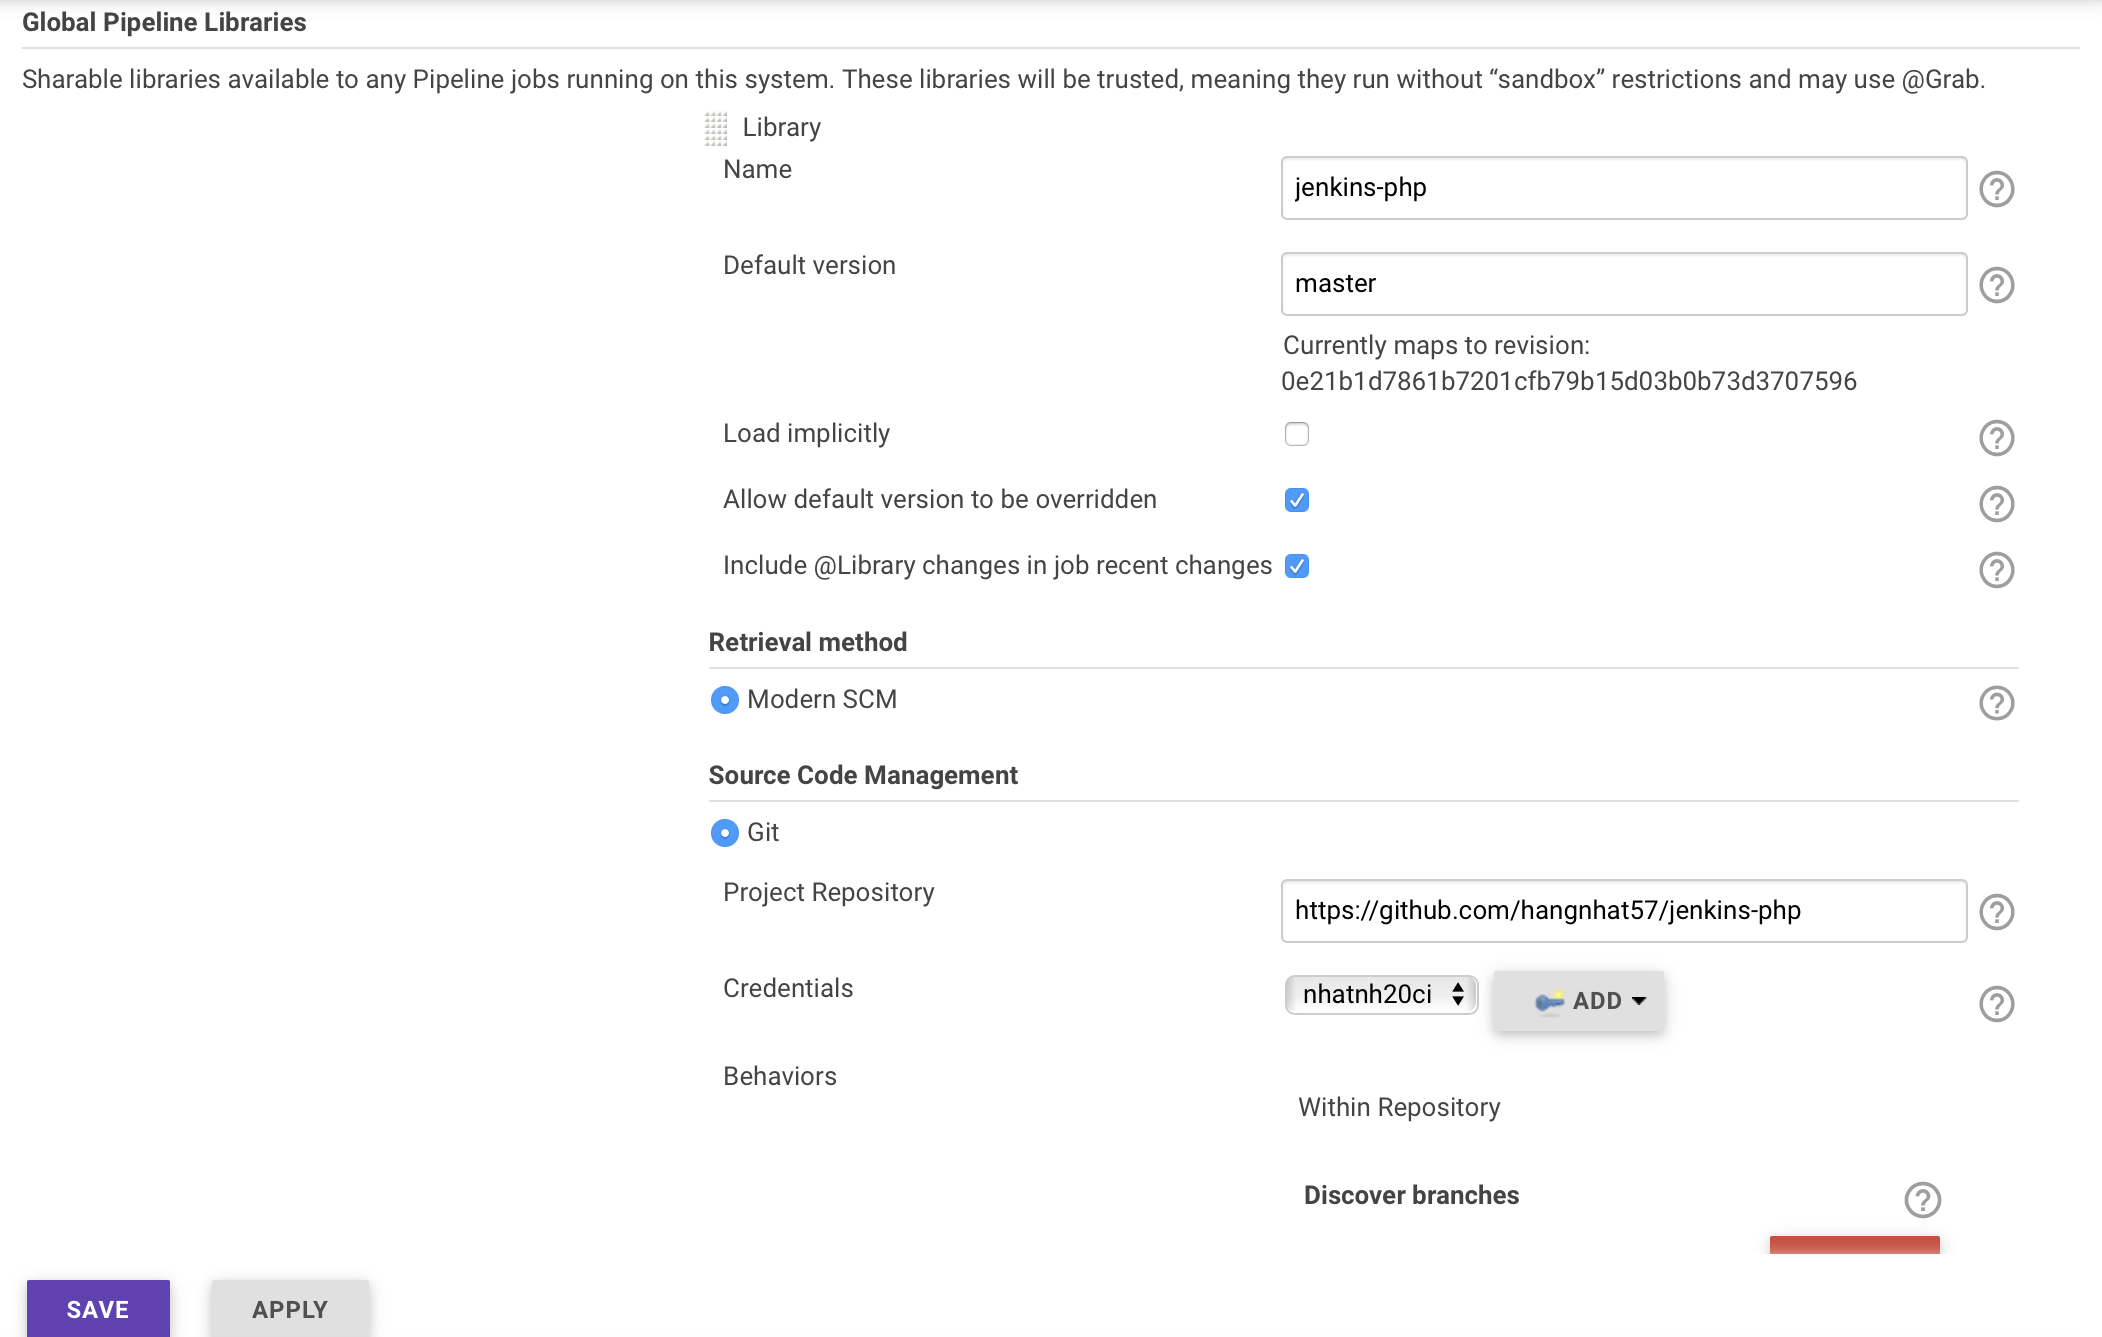 Global Pipeline Libraries
Sharable libraries available to any Pipeline jobs running on this system. These libraries will be trusted, meaning they run without “sandbox” restrictions and may use @Grab.
Library
Name
jenkins-php
Default version
master
Currently maps to revision:
0e21b1d7861b7201cfb79b15d03b0b73d3707596
Load implicitly
Allow default version to be overridden
Include @Library changes in job recent changes
Retrieval method
Modern SCM
Source Code Management
Git
Project Repository
https://github.com/hangnhat57/jenkins-php
Credentials
nhatnh20ci
ADD
Behaviors
Within Repository
Discover branches
SAVE
APPLY